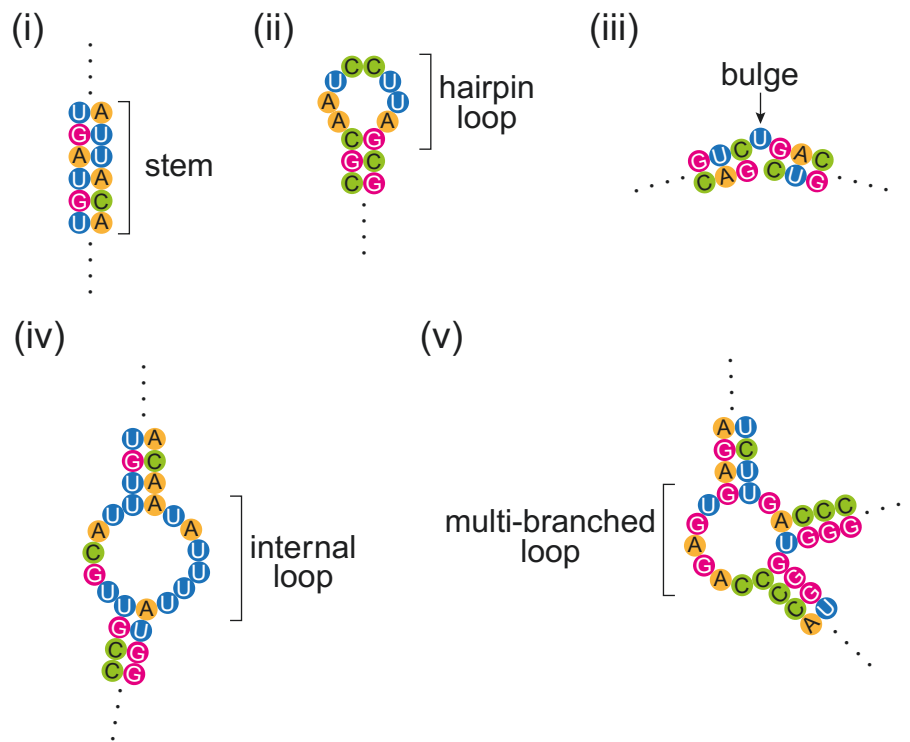 (i)
(ii)
(iii)
U A
G U
A U
U A
G C
U A
stem
C C
U U
A U
A A
C G
G C
C G
hairpin
loop
bulge
G U C U G A C
C A G C U G
(iv)
(v)
U A
G C
U A
U U A U
A A
C U
G U
U U A U U
G U
C G
C G
internal
loop
A U
G C
A U
G U
U G
G A C C C
A U G G G
G A C C G
C G
C G
A U
multi-branched
loop